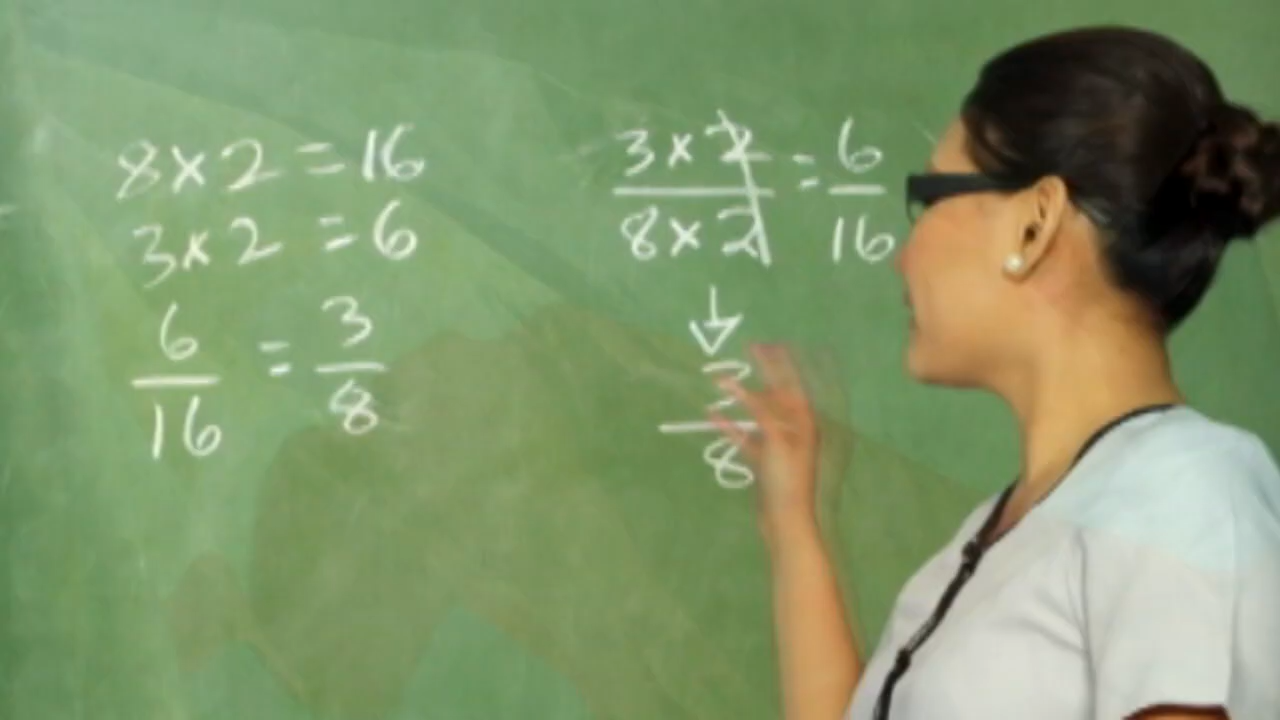 8 x 2 = 16
3 x 2 = 6
6/16 = 3/8
3 x 2 / 8 x 2 = 6/16
↓
3/8